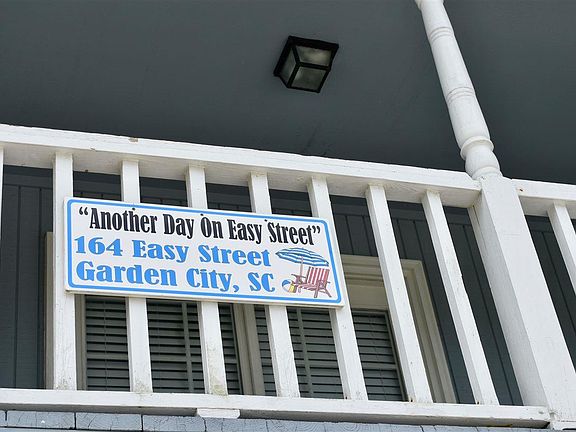 “Another Day On Easy Street”
164 Easy Street
Garden City, SC